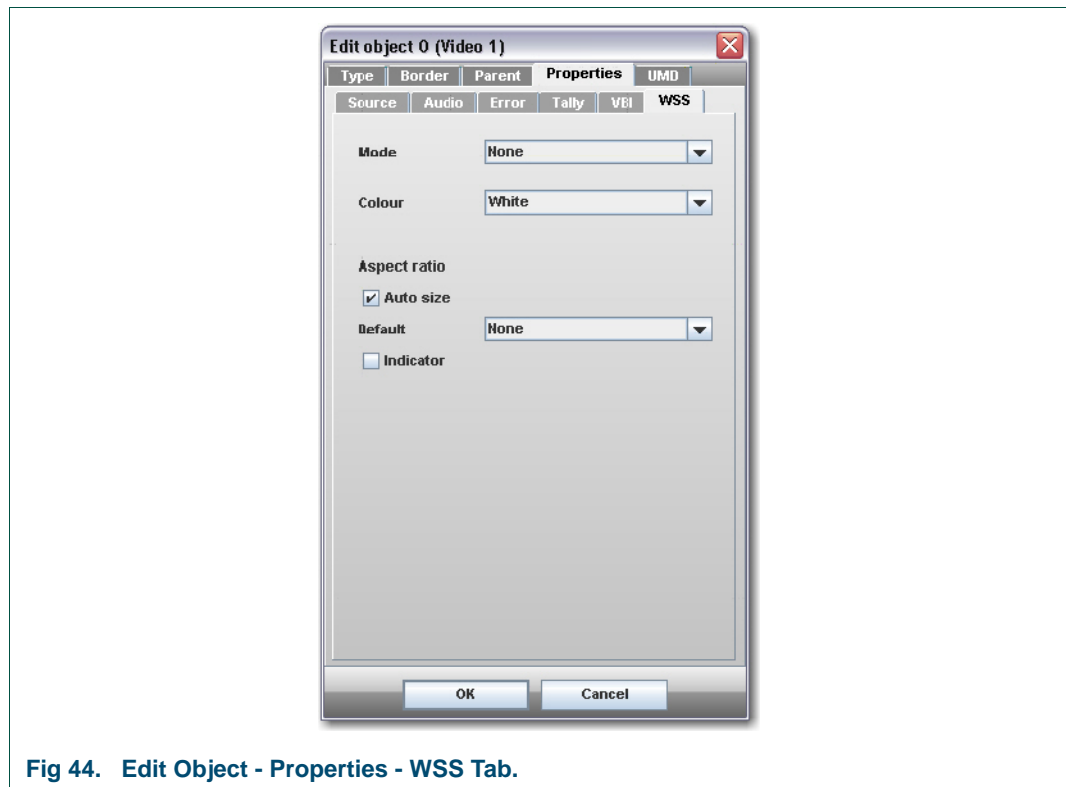 Edit object 0 (Video 1)
Type Border Parent Properties UMD
Source Audio Error Tally VBI WSS
Mode None
Colour White
Aspect ratio
Auto size
Default None
Indicator
OK Cancel
Fig 44. Edit Object - Properties - WSS Tab.